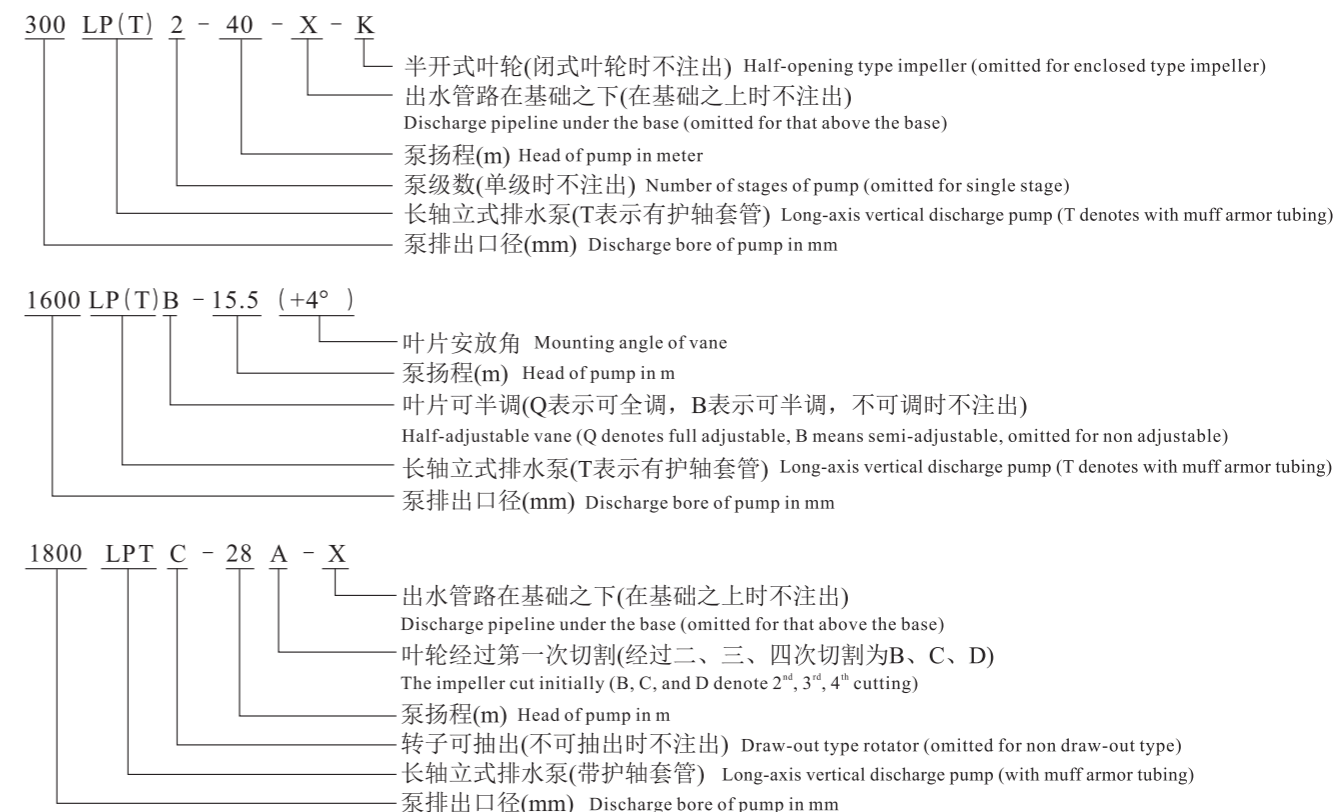 300 LP(T) 2 - 40 - X - K
半开式叶轮(闭式叶轮时不注出) Half-opening type impeller (omitted for enclosed type impeller)
出水管路在基础之下(在基础之上时不注出)
Discharge pipeline under the base (omitted for that above the base)
泵扬程(m) Head of pump in meter
泵级数(单级时不注出) Number of stages of pump (omitted for single stage)
长轴立式排水泵(T表示有护轴套管) Long-axis vertical discharge pump (T denotes with muff armor tubing)
泵排出口径(mm) Discharge bore of pump in mm
1600 LP(T) B - 15.5 (+4° )
叶片安放角 Mounting angle of vane
泵扬程(m) Head of pump in m
叶片可半调(Q表示可全调，B表示可半调，不可调时不注出)
Half-adjustable vane (Q denotes full adjustable, B means semi-adjustable, omitted for non adjustable)
长轴立式排水泵(T表示有护轴套管) Long-axis vertical discharge pump (T denotes with muff armor tubing)
泵排出口径(mm) Discharge bore of pump in mm
1800 LPT C - 28 A - X
出水管路在基础之下(在基础之上时不注出)
Discharge pipeline under the base (omitted for that above the base)
叶轮经过第一次切割(经过二、三、四次切割为B、C、D)
The impeller cut initially (B, C, and D denote 2nd, 3rd, 4th cutting)
泵扬程(m) Head of pump in m
转子可抽出(不可抽出时不注出) Draw-out type rotator (omitted for non draw-out type)
长轴立式排水泵(带护轴套管) Long-axis vertical discharge pump (with muff armor tubing)
泵排出口径(mm) Discharge bore of pump in mm